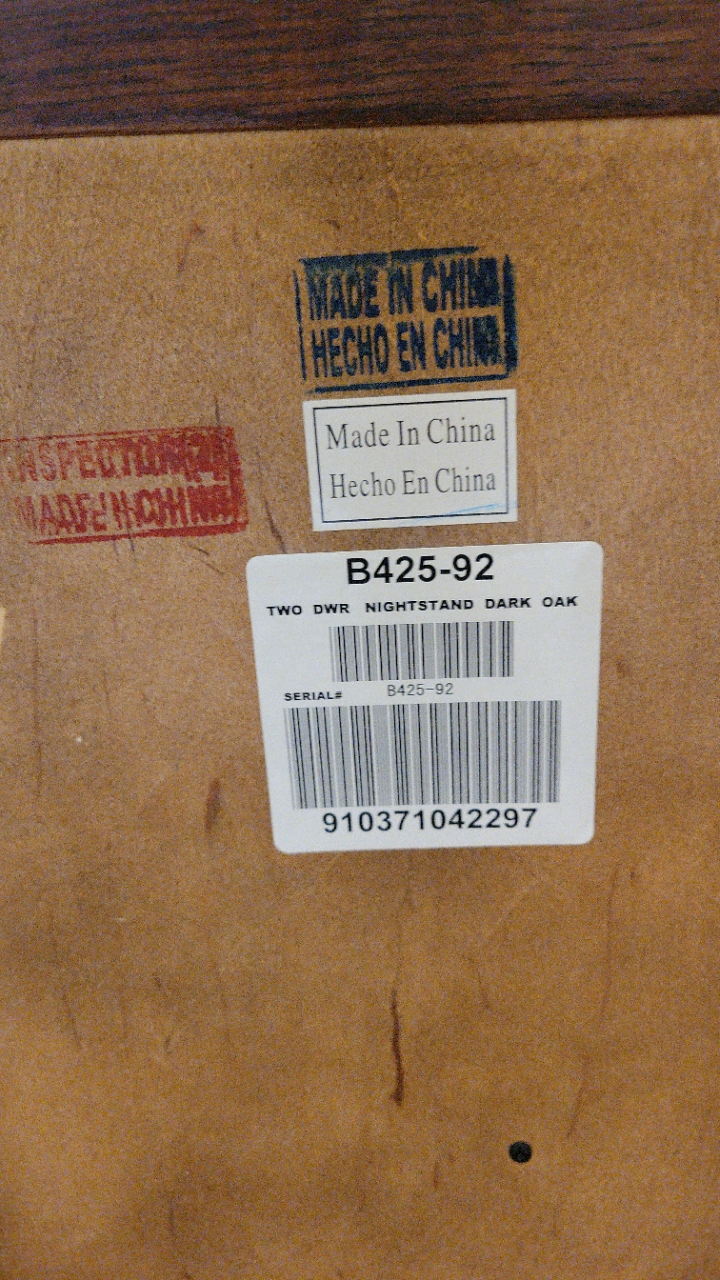 MADE IN CHINA
HECHO EN CHINA
Made In China
Hecho En China
MADE IN CHINA
B425-92
TWO DWR NIGHTSTAND DARK OAK
B425-92
SERIAL#
910371042297